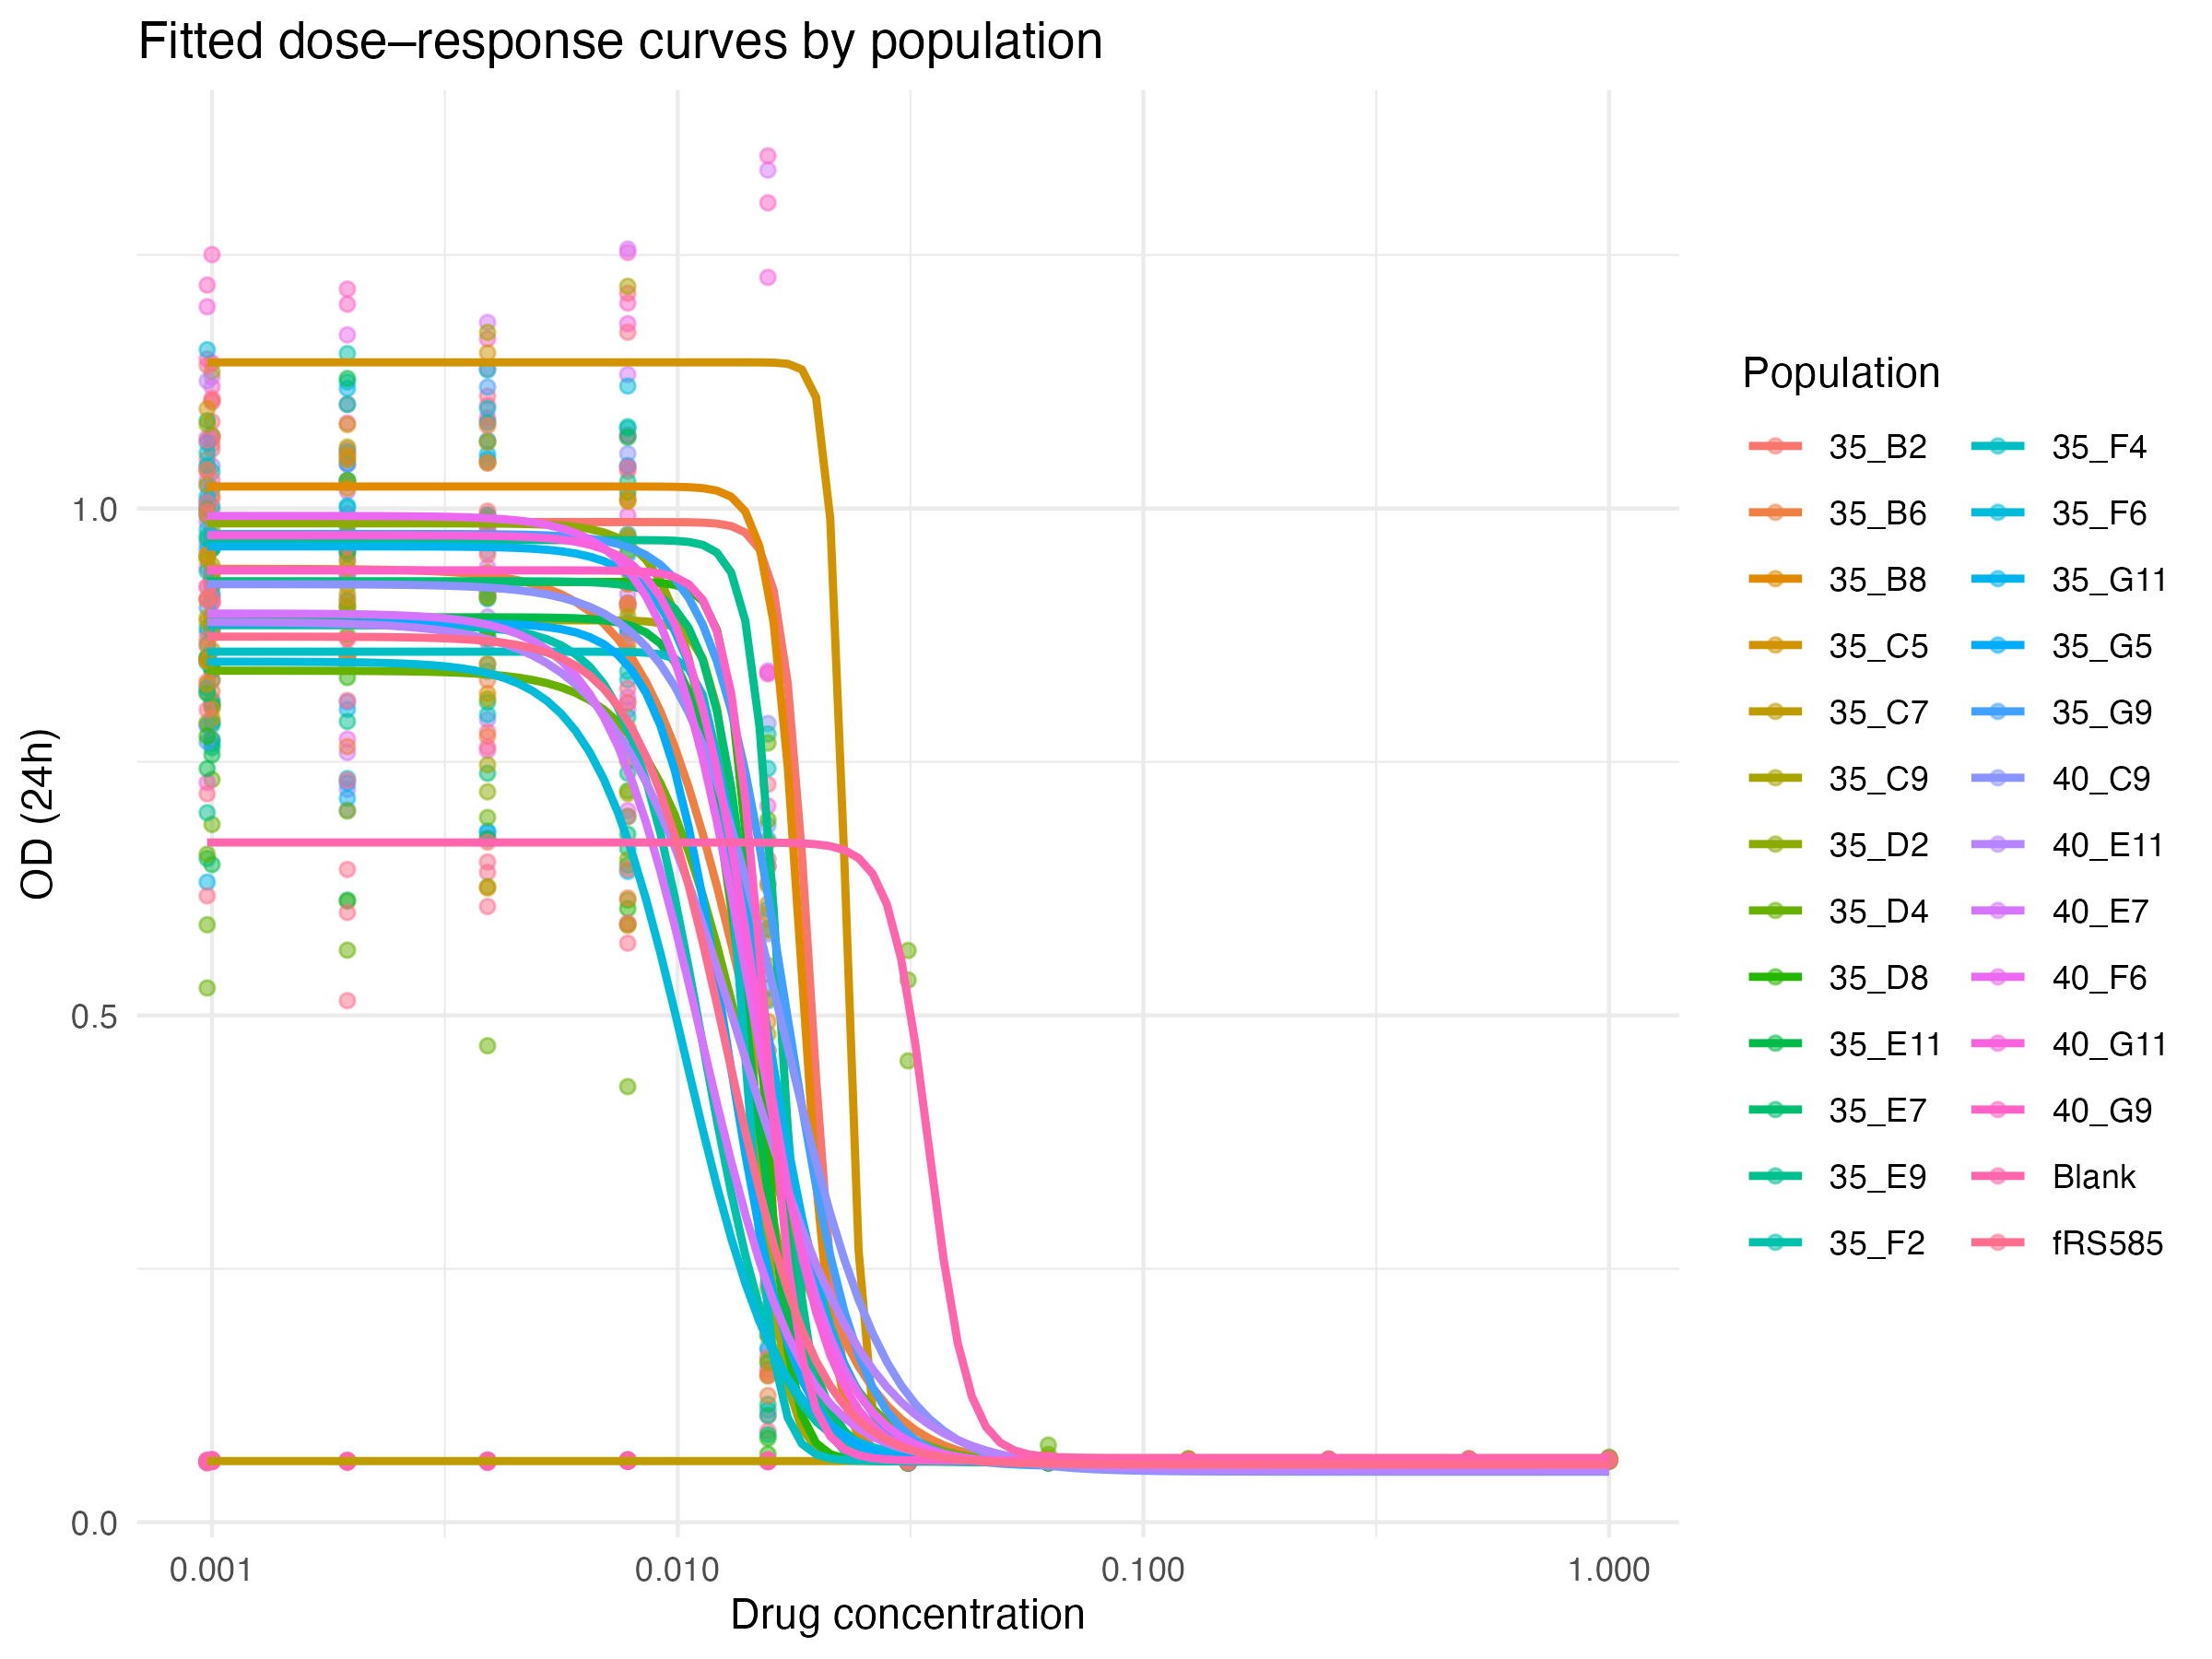 Fitted dose–response curves by population
OD (24h)
1.0
0.5
0.0
0.001
0.010
0.100
1.000
Drug concentration
Population
35_B2
35_B6
35_B8
35_C5
35_C7
35_C9
35_D2
35_D4
35_D8
35_E11
35_E7
35_E9
35_F2
35_F4
35_F6
35_G11
35_G5
35_G9
40_C9
40_E11
40_E7
40_F6
40_G11
40_G9
Blank
fRS585